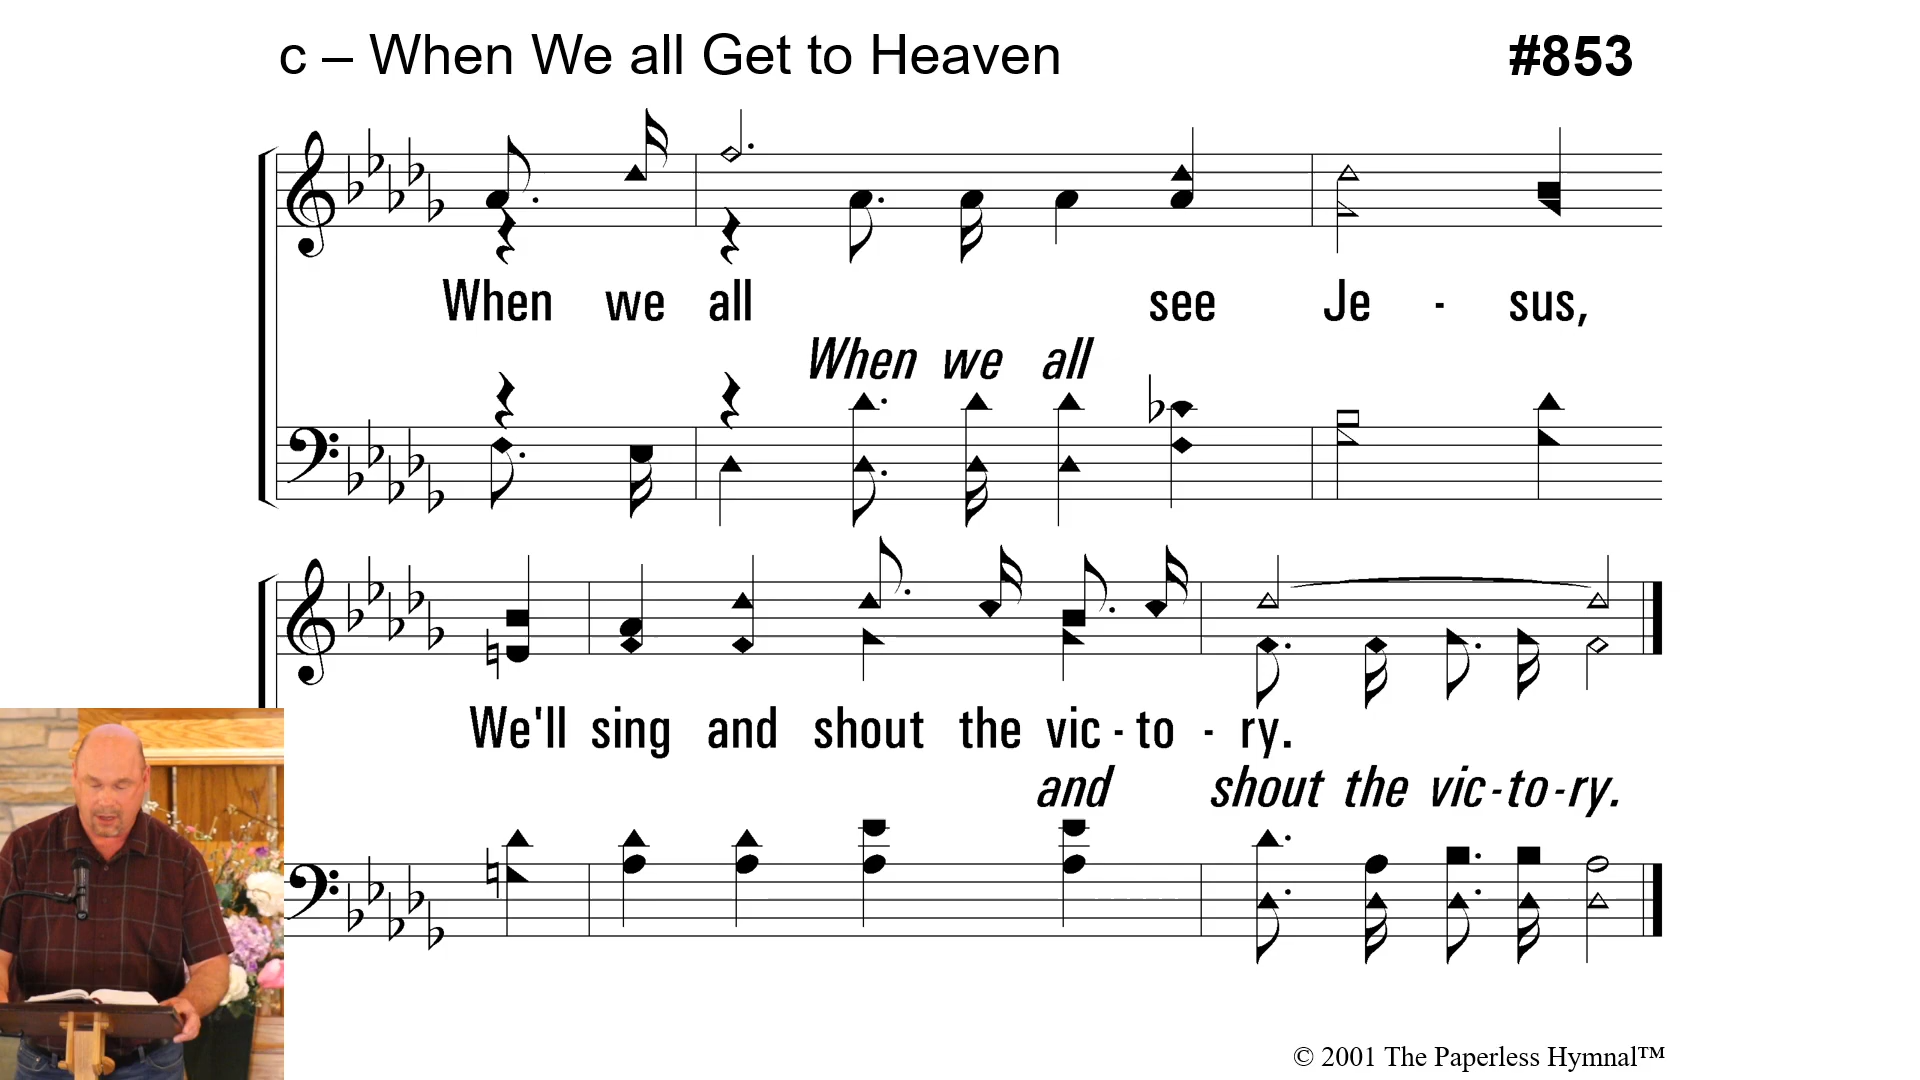 c – When We all Get to Heaven #853
When we all see Je - sus,
When we all
We'll sing and shout the vic - to - ry.
and shout the vic-to-ry.
© 2001 The Paperless Hymnal™